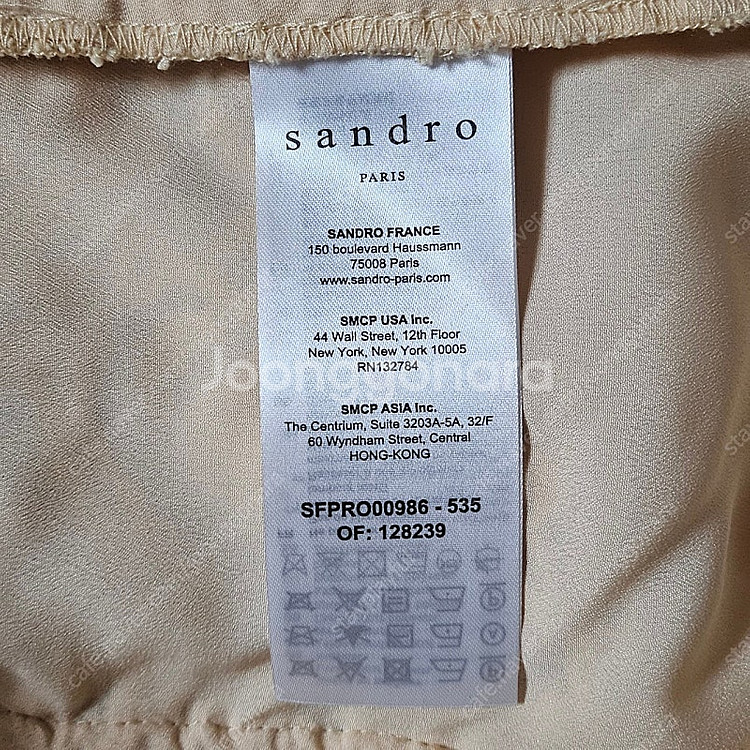 sandro
PARIS
SANDRO FRANCE
150 boulevard Haussmann
75008 Paris
www.sandro-paris.com
SMCP USA Inc.
44 Wall Street, 12th Floor
New York, New York 10005
RN132784
Joonggonara
SMCP ASIA Inc.
The Centrium, Suite 3203A-5A, 32/F
60 Wyndham Street, Central
HONG-KONG
SFPRO00986 - 535
OF: 128239